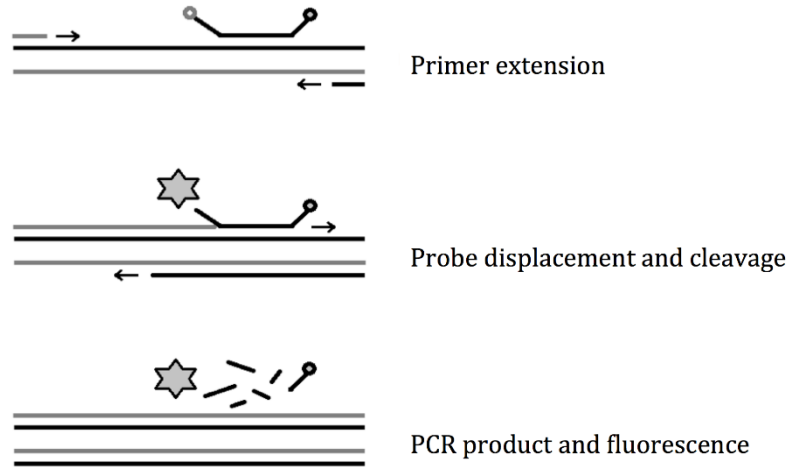 Primer extension
Probe displacement and cleavage
PCR product and fluorescence